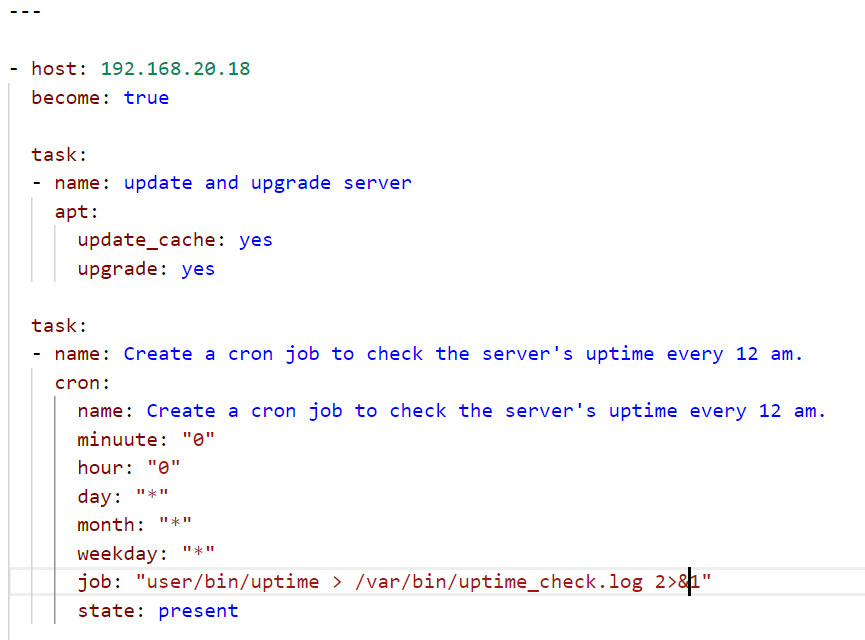 ---
- host: 192.168.20.18
  become: true
  task:
  - name: update and upgrade server
    apt:
      update_cache: yes
      upgrade: yes
  task:
  - name: Create a cron job to check the server's uptime every 12 am.
    cron:
      name: Create a cron job to check the server's uptime every 12 am.
      minuute: "0"
      hour: "0"
      day: "*"
      month: "*"
      weekday: "*"
      job: "user/bin/uptime > /var/bin/uptime_check.log 2>&1"
      state: present